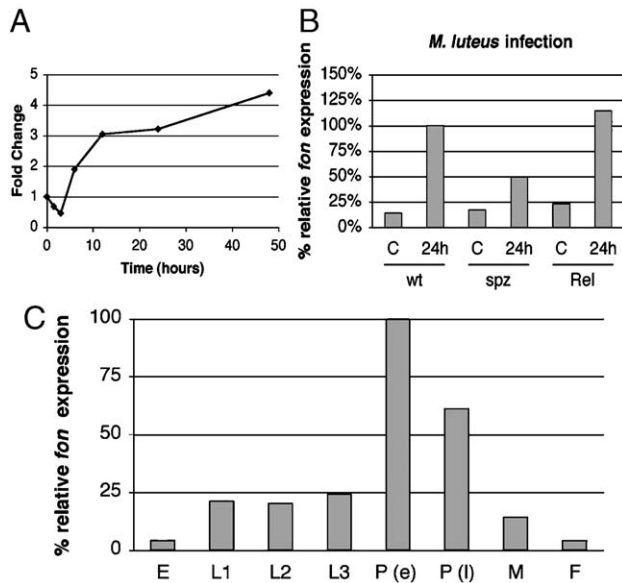 A
Fold Change
5
4
3
2
1
0
0 10 20 30 40 50
Time (hours)
B
M. luteus infection
% relative fon expression
150%
125%
100%
75%
50%
25%
0%
C 24h C 24h C 24h
wt spz Rel
C
% relative fon expression
100
75
50
25
0
E L1 L2 L3 P (e) P (l) M F